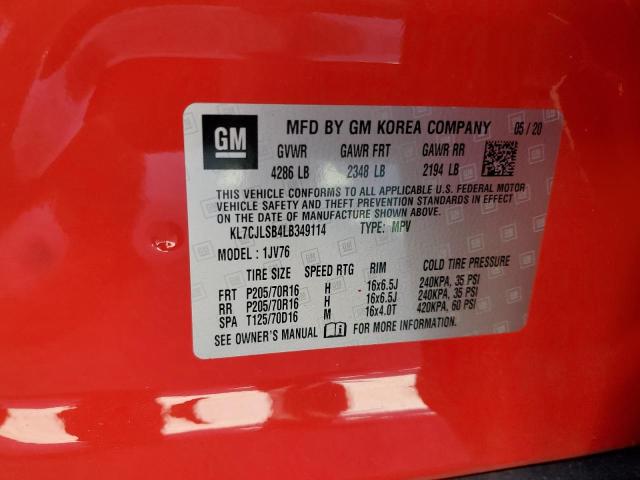 GM
MFD BY GM KOREA COMPANY 05/20
GVWR GAWR FRT GAWR RR
4286 LB 2348 LB 2194 LB
THIS VEHICLE CONFORMS TO ALL APPLICABLE U.S. FEDERAL MOTOR
VEHICLE SAFETY AND THEFT PREVENTION STANDARDS IN EFFECT
ON THE DATE OF MANUFACTURE SHOWN ABOVE.
KL7CJLSB4LB349114 TYPE: MPV
MODEL : 1JV76
TIRE SIZE SPEED RTG RIM COLD TIRE PRESSURE
FRT P205/70R16 H 16x6.5J 240KPA, 35 PSI
RR P205/70R16 H 16x6.5J 240KPA, 35 PSI
SPA T125/70D16 M 16x4.0T 420KPA, 60 PSI
SEE OWNER'S MANUAL FOR MORE INFORMATION.